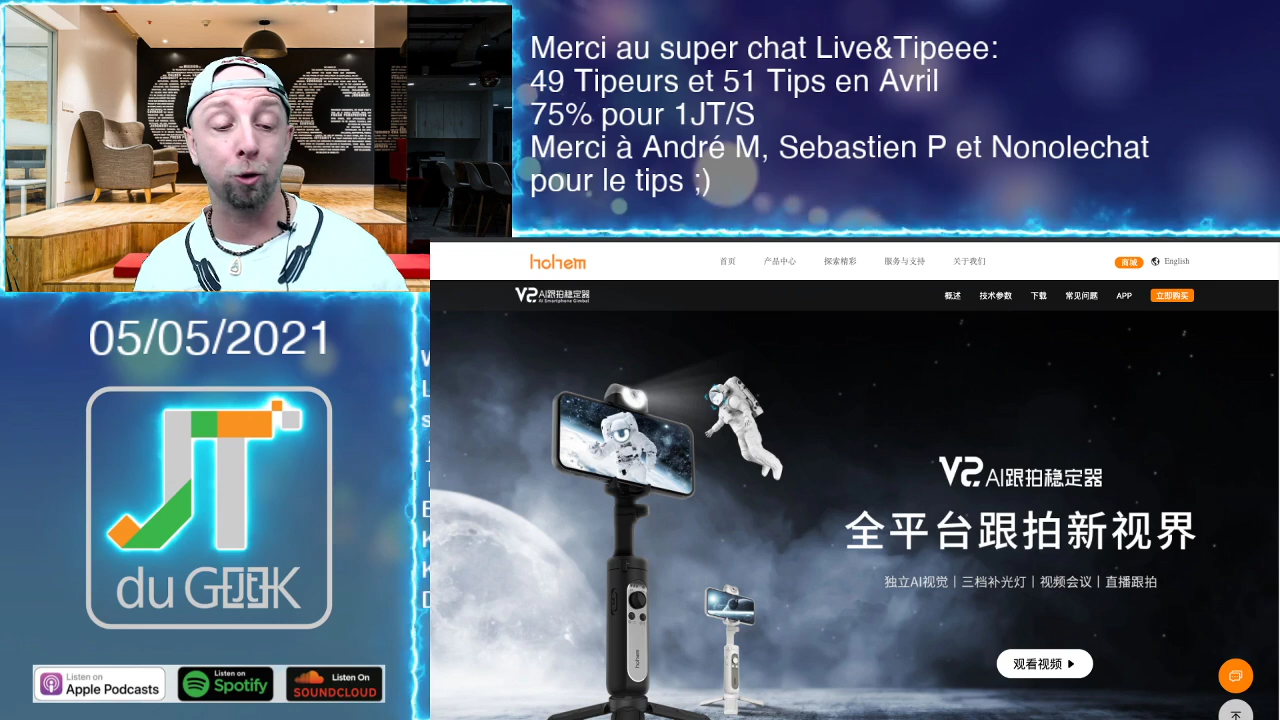 Merci au super chat Live&Tipeee:
49 Tipeurs et 51 Tips en Avril
75% pour 1JT/S
Merci à André M, Sebastien P et Nonolechat
pour le tips ;)
05/05/2021
JT
du GEEK
Listen on
Apple Podcasts
Listen on
Spotify
Listen On
SOUNDCLOUD
hohem
首页 产品中心 探索精彩 服务与支持 关于我们 商城 English
V2 AI跟拍稳定器
AI Smartphone Gimbal
概述 技术参数 下载 常见问题 APP 立即购买
V2 AI跟拍稳定器
全平台跟拍新视界
独立AI视觉 | 三档补光灯 | 视频会议 | 直播跟拍
观看视频
hohem